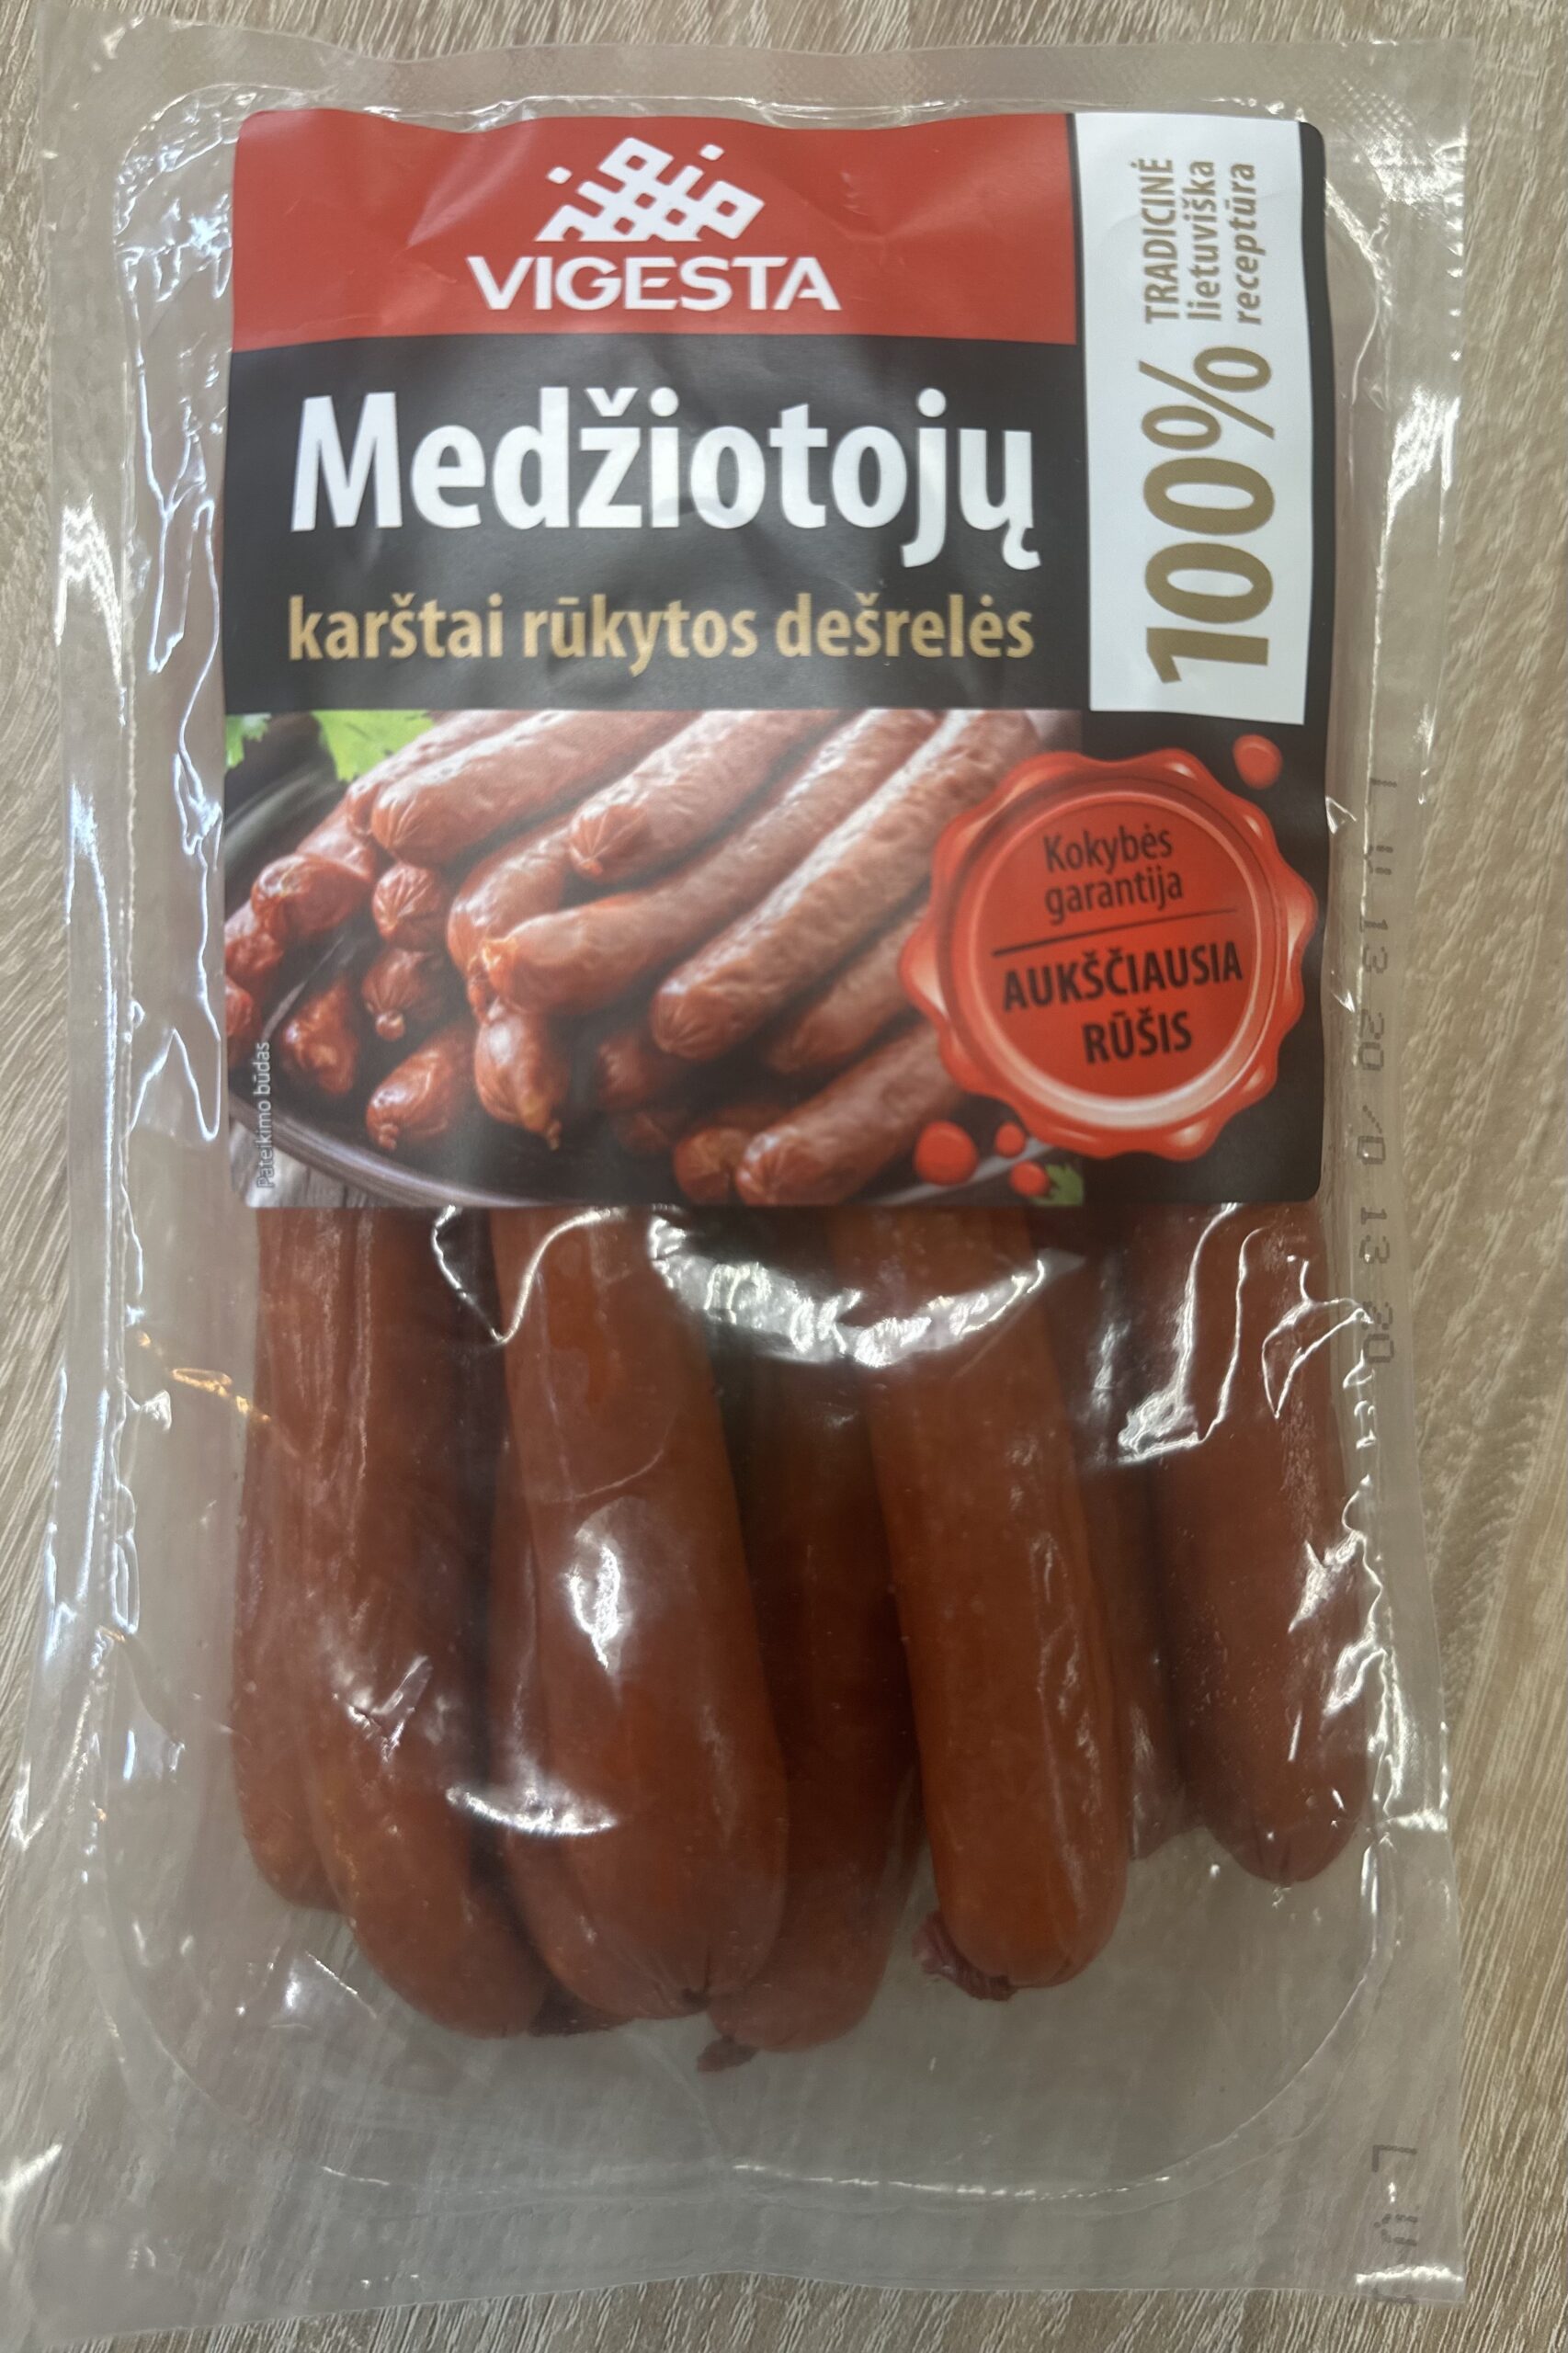 VIGESTA
Medžiotojų
karštai rūkytos dešrelės
100% TRADICINĖ
lietuviška
receptūra
Kokybės
garantija
AUKŠČIAUSIA
RŪŠIS
Pateikimo būdas